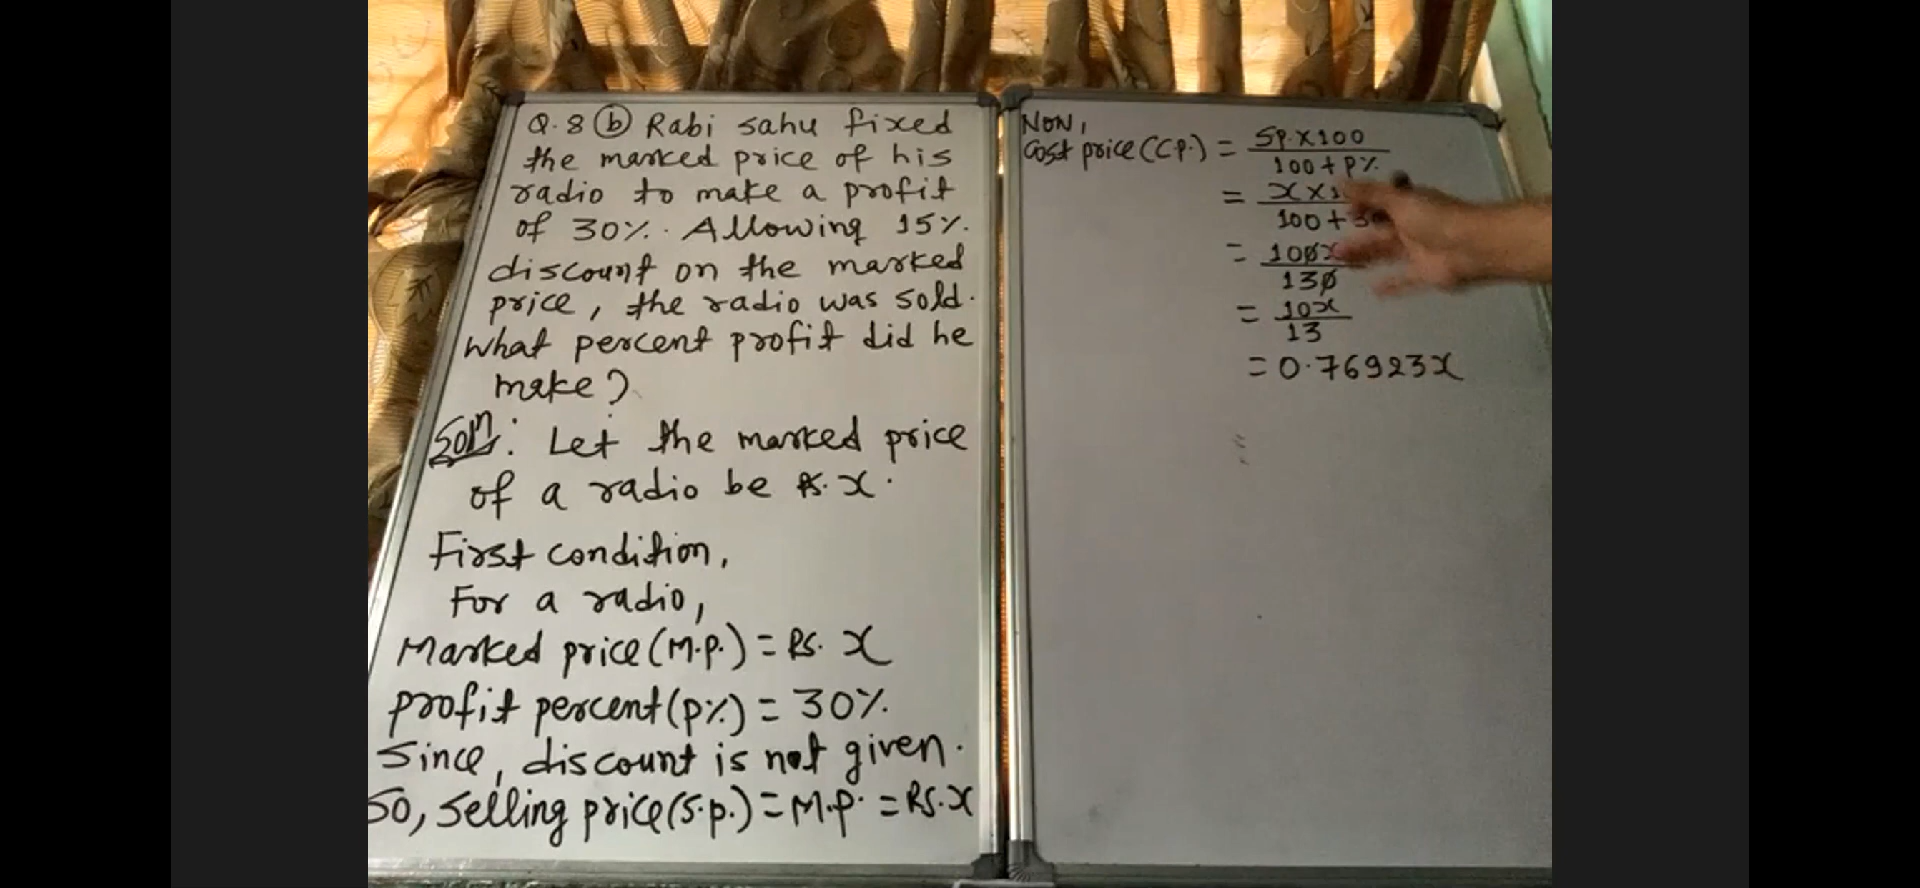 Q.8 (b) Rabi sahu fixed
the marked price of his
radio to make a profit
of 30%. Allowing 15%
discount on the marked
price, the radio was sold.
what percent profit did he
make?
Soln: Let the marked price
of a radio be Rs. x.
First condition,
For a radio,
Marked price (M.p.) = Rs. x
profit percent (p%) = 30%
Since, discount is not given.
So, selling price (s.p.) = M.p. = Rs. x
Now,
Cost price (C.P.) = SP. × 100
100 + P%
= x ×
100 +
= 100x
130
= 10x
13
= 0.76923x